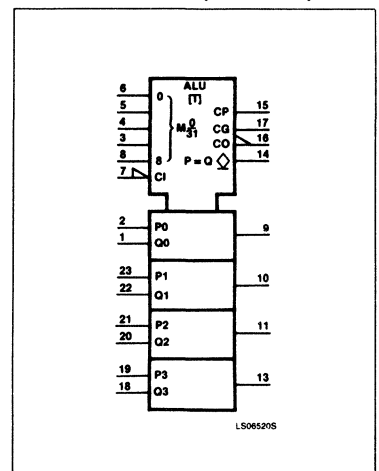 ALU
[T]
6 0
5
4
3
M 0/31
8 8
7 CI
CP 15
CG 17
CO 16
P = Q 14
2 P0
1 Q0
9
23 P1
22 Q1
10
21 P2
20 Q2
11
19 P3
18 Q3
13
LS06520S